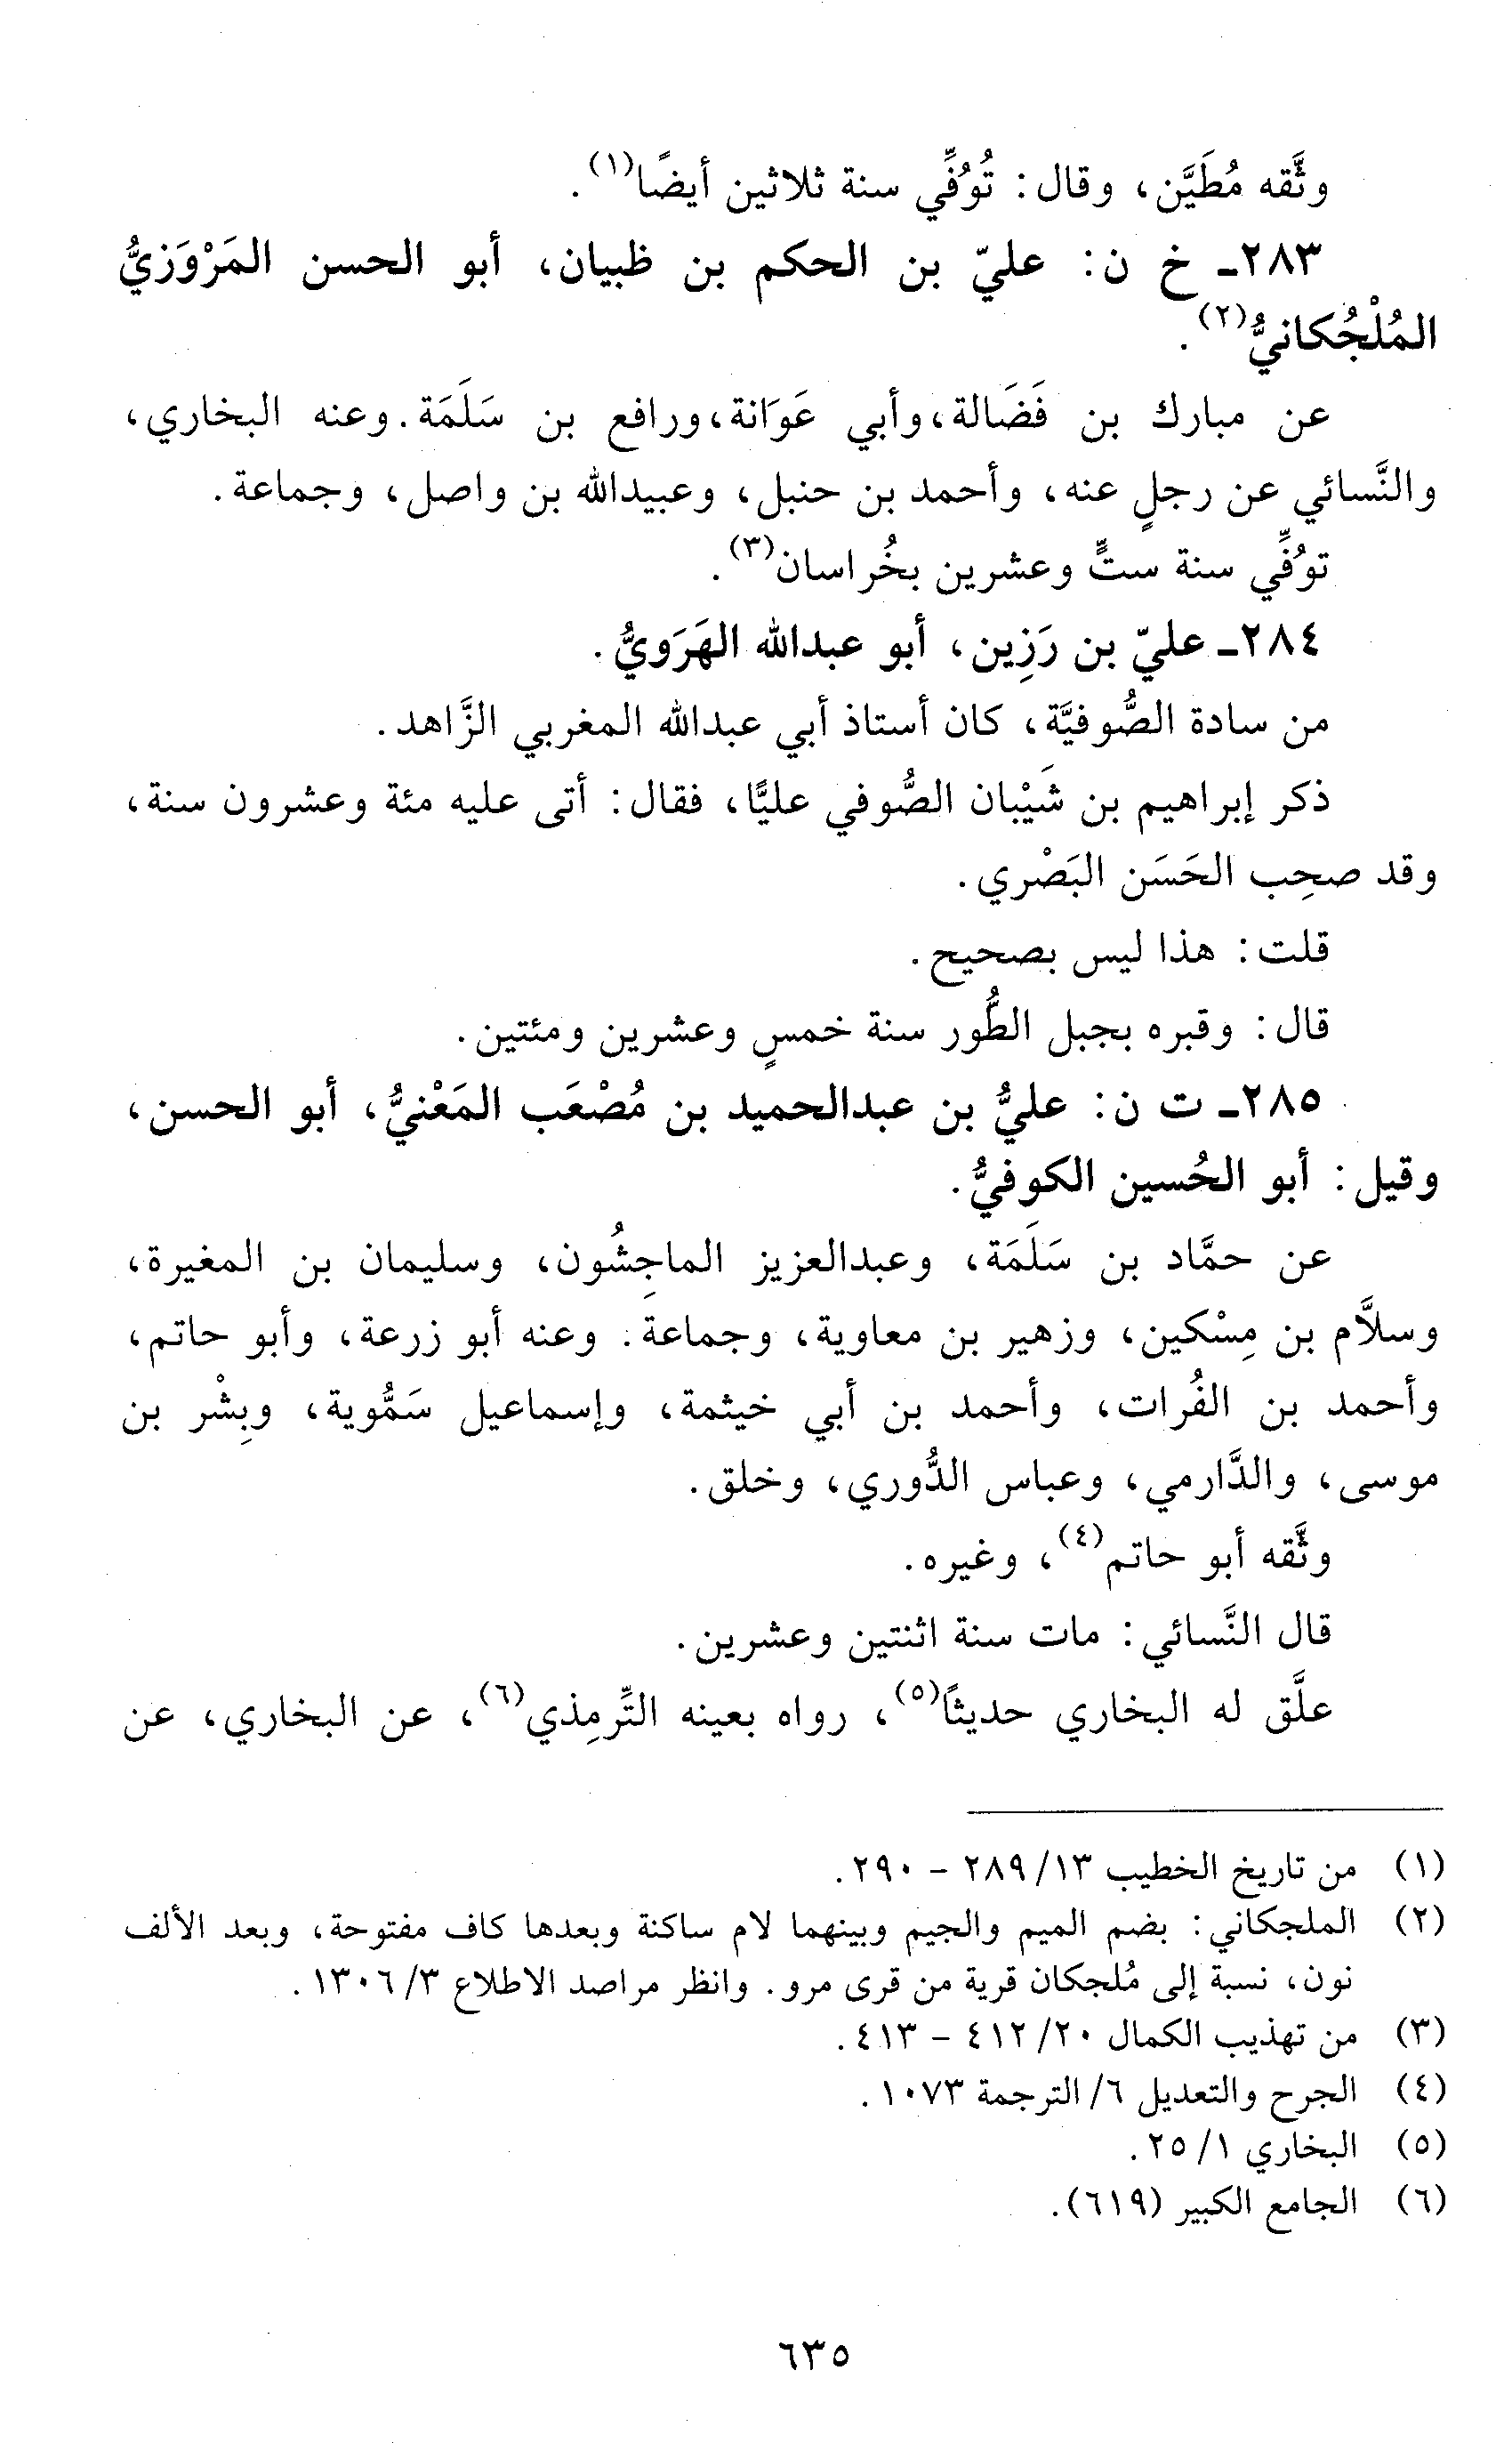 وثَّقه مُطَيَّن، وقال: تُوُفِّي سنة ثلاثين أيضًا(١).
٢٨٣ـ خ ن: عليّ بن الحكم بن ظبيان، أبو الحسن المَرْوَزيُّ
المُلْجُكانيُّ(٢).
عن مبارك بن فَضَالة، وأبي عَوَانة، ورافع بن سَلَمَة. وعنه البخاري،
والنَّسائي عن رجلٍ عنه، وأحمد بن حنبل، وعبيدالله بن واصل، وجماعة.
توُفِّي سنة ستٍّ وعشرين بخُراسان(٣).
٢٨٤ـ عليّ بن رَزِين، أبو عبدالله الهَرَويُّ.
من سادة الصُّوفيَّة، كان أستاذ أبي عبدالله المغربي الزَّاهد.
ذكر إبراهيم بن شَيْبان الصُّوفي عليًّا، فقال: أتى عليه مئة وعشرون سنة،
وقد صحِب الحَسَن البَصْري.
قلت: هذا ليس بصحيح.
قال: وقبره بجبل الطُّور سنة خمسٍ وعشرين ومئتين.
٢٨٥ـ ت ن: عليُّ بن عبدالحميد بن مُصْعَب المَعْنيُّ، أبو الحسن،
وقيل: أبو الحُسين الكوفيُّ.
عن حمَّاد بن سَلَمَة، وعبدالعزيز الماجِشُون، وسليمان بن المغيرة،
وسلاَّم بن مِسْكين، وزهير بن معاوية، وجماعة. وعنه أبو زرعة، وأبو حاتم،
وأحمد بن الفُرات، وأحمد بن أبي خيثمة، وإسماعيل سَمُّوية، وبِشْر بن
موسى، والدَّارمي، وعباس الدُّوري، وخلق.
وثَّقه أبو حاتم(٤)، وغيره.
قال النَّسائي: مات سنة اثنتين وعشرين.
علَّق له البخاري حديثًا(٥)، رواه بعينه التِّرمِذي(٦)، عن البخاري، عن
(١) من تاريخ الخطيب ١٣/ ٢٨٩ - ٢٩٠.
(٢) الملجكاني: بضم الميم والجيم وبينهما لام ساكنة وبعدها كاف مفتوحة، وبعد الألف
نون، نسبة إلى مُلجكان قرية من قرى مرو. وانظر مراصد الاطلاع ٣/ ١٣٠٦.
(٣) من تهذيب الكمال ٢٠/ ٤١٢ - ٤١٣.
(٤) الجرح والتعديل ٦/ الترجمة ١٠٧٣.
(٥) البخاري ١/ ٢٥.
(٦) الجامع الكبير (٦١٩).
٦٣٥